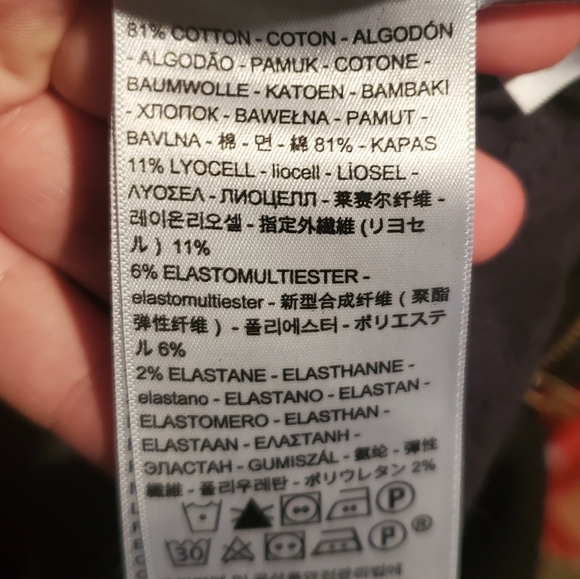 81% COTTON - COTON - ALGODÓN
- ALGODÃO - PAMUK - COTONE -
BAUMWOLLE - KATOEN - BAMBAKI
- ХЛОПОК - BAWEŁNA - PAMUT -
BAVLNA - 棉 - 면 - 綿 81% - KAPAS
11% LYOCELL - liocell - LİOSEL -
ΛΥΟΣΕΛ - ЛИОЦЕЛЛ - 莱赛尔纤维 -
레이온리오셀 - 指定外繊維 (リヨセ
ル ) 11%
6% ELASTOMULTIESTER -
elastomultiester - 新型合成纤维 ( 聚酯
弹性纤维 ) - 폴리에스터 - ポリエステ
ル 6%
2% ELASTANE - ELASTHANNE -
elastano - ELASTANO - ELASTAN -
ELASTOMERO - ELASTHAN -
ELASTAAN - ΕΛΑΣΤΑΝΗ -
ЭЛАСТАН - GUMISZÁL - 氨纶 - 彈性
纖維 - 폴리우레탄 - ポリウレタン 2%
P
30 P ®